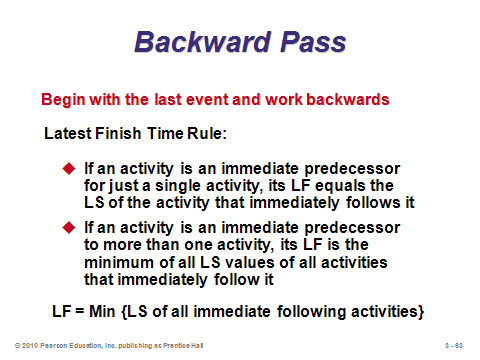 Backward Pass
Begin with the last event and work backwards
Latest Finish Time Rule:
If an activity is an immediate predecessor
for just a single activity, its LF equals the
LS of the activity that immediately follows it
If an activity is an immediate predecessor
to more than one activity, its LF is the
minimum of all LS values of all activities
that immediately follow it
LF = Min {LS of all immediate following activities}
© 2010 Pearson Education, Inc. publishing as Prentice Hall
3 - 63